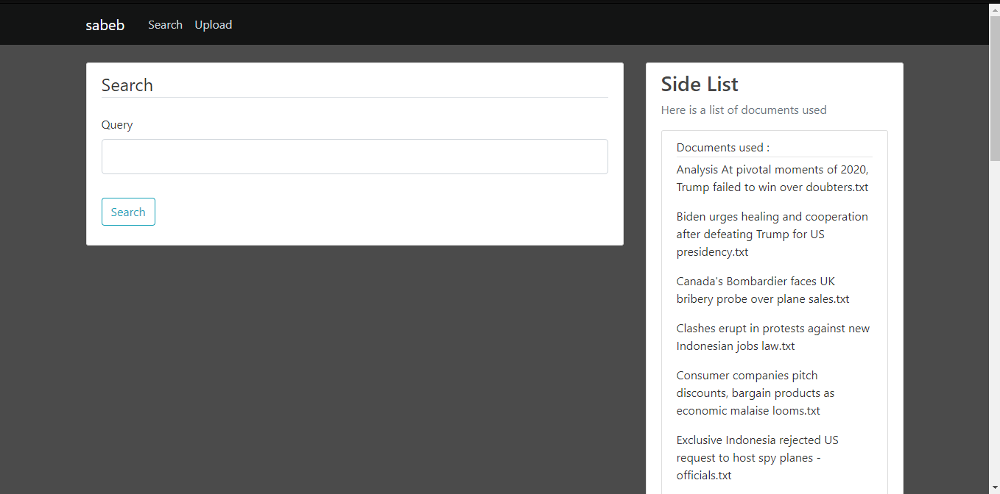 sabeb Search Upload
Search
Query
Search
Side List
Here is a list of documents used
Documents used :
Analysis At pivotal moments of 2020,
Trump failed to win over doubters.txt
Biden urges healing and cooperation
after defeating Trump for US
presidency.txt
Canada's Bombardier faces UK
bribery probe over plane sales.txt
Clashes erupt in protests against new
Indonesian jobs law.txt
Consumer companies pitch
discounts, bargain products as
economic malaise looms.txt
Exclusive Indonesia rejected US
request to host spy planes -
officials.txt